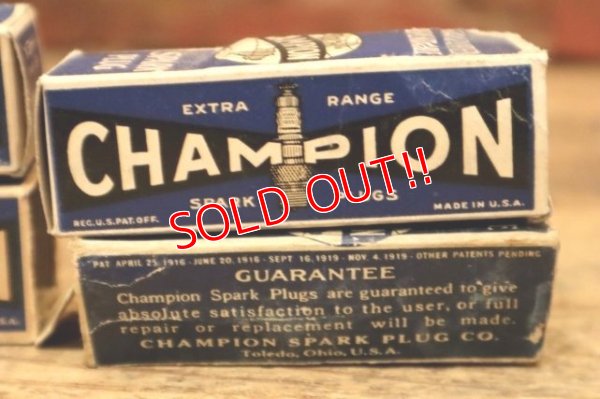 EXTRA RANGE
CHAMPION
SPARK PLUGS
REG. U.S. PAT. OFF.
MADE IN U.S.A.
SOLD OUT!!
PAT APRIL 25 1916 - JUNE 20, 1916 - SEPT 16, 1919 - NOV. 4, 1919 - OTHER PATENTS PENDING
GUARANTEE
Champion Spark Plugs are guaranteed to give
absolute satisfaction to the user, or full
repair or replacement will be made.
CHAMPION SPARK PLUG CO.
Toledo, Ohio, U.S.A.